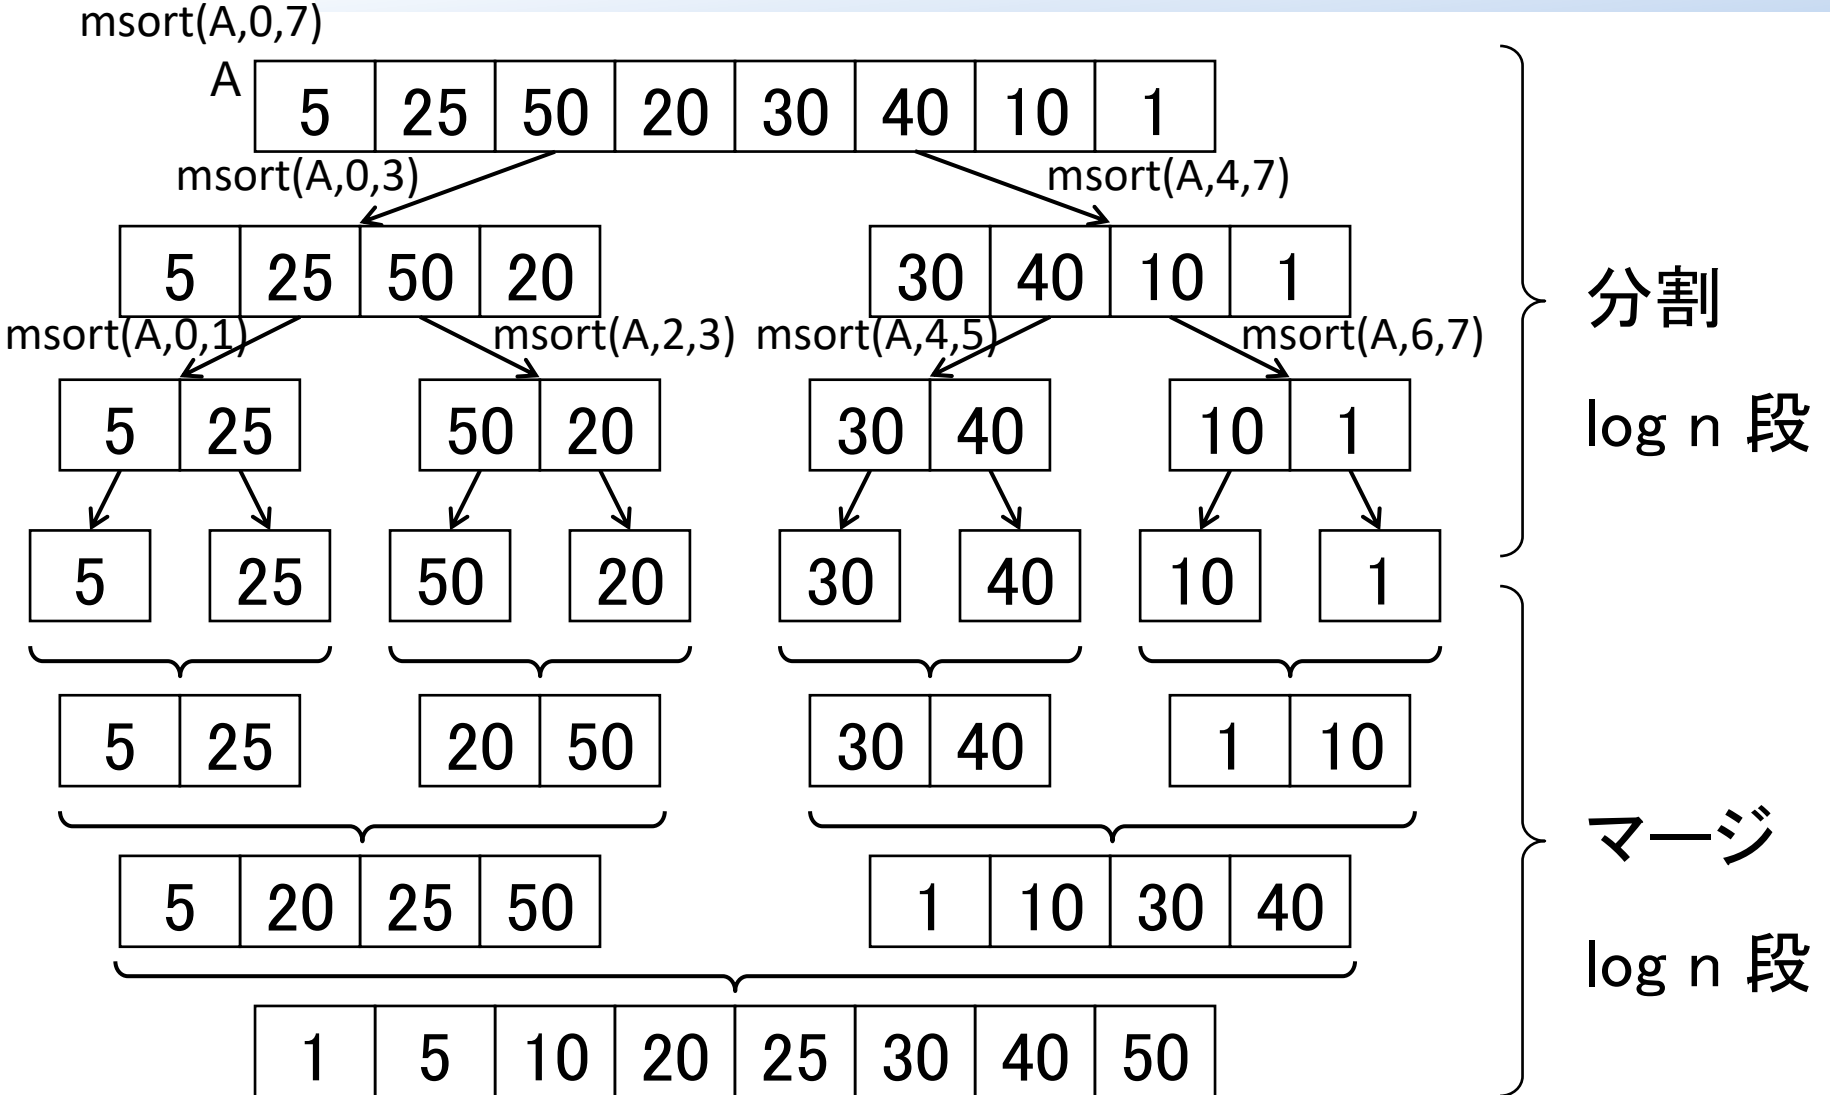 msort(A,0,7)
A 5 25 50 20 30 40 10 1
msort(A,0,3) msort(A,4,7)
5 25 50 20 30 40 10 1
分割
msort(A,0,1) msort(A,2,3) msort(A,4,5) msort(A,6,7)
5 25 50 20 30 40 10 1
log n 段
5 25 50 20 30 40 10 1
5 25 20 50 30 40 1 10
マージ
5 20 25 50 1 10 30 40
log n 段
1 5 10 20 25 30 40 50